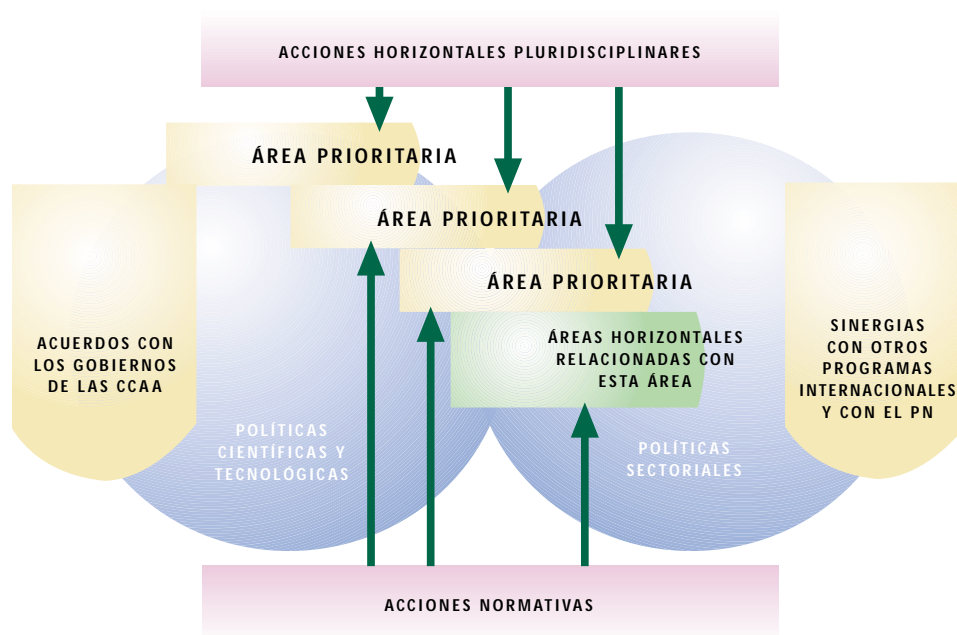 ACCIONES HORIZONTALES PLURIDISCIPLINARES
ÁREA PRIORITARIA
ÁREA PRIORITARIA
ÁREA PRIORITARIA
ÁREAS HORIZONTALES
RELACIONADAS CON
ESTA ÁREA
ACUERDOS CON
LOS GOBIERNOS
DE LAS CCAA
SINERGIAS
CON OTROS
PROGRAMAS
INTERNACIONALES
Y CON EL PN
POLÍTICAS
CIENTÍFICAS Y
TECNOLÓGICAS
POLÍTICAS
SECTORIALES
ACCIONES NORMATIVAS